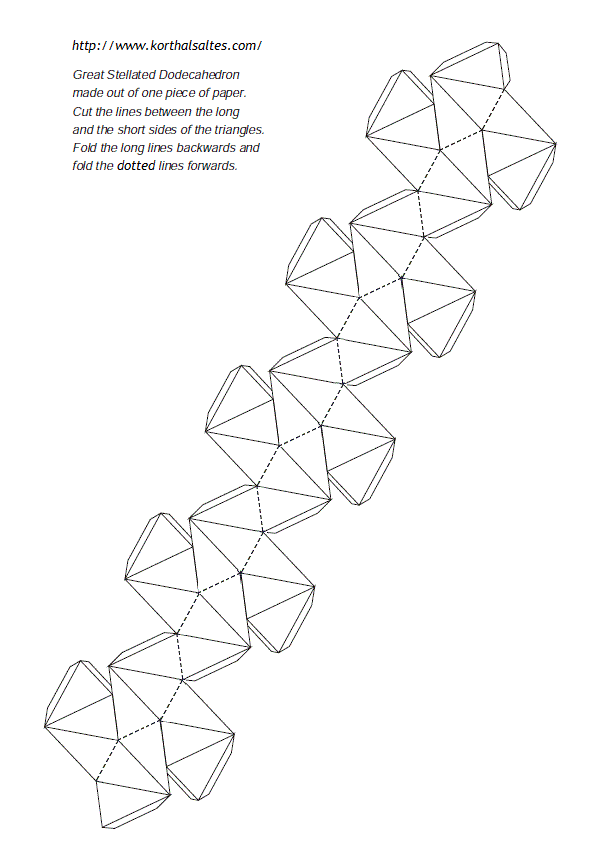 http://www.korthalsaltes.com/
Great Stellated Dodecahedron
made out of one piece of paper.
Cut the lines between the long
and the short sides of the triangles.
Fold the long lines backwards and
fold the dotted lines forwards.